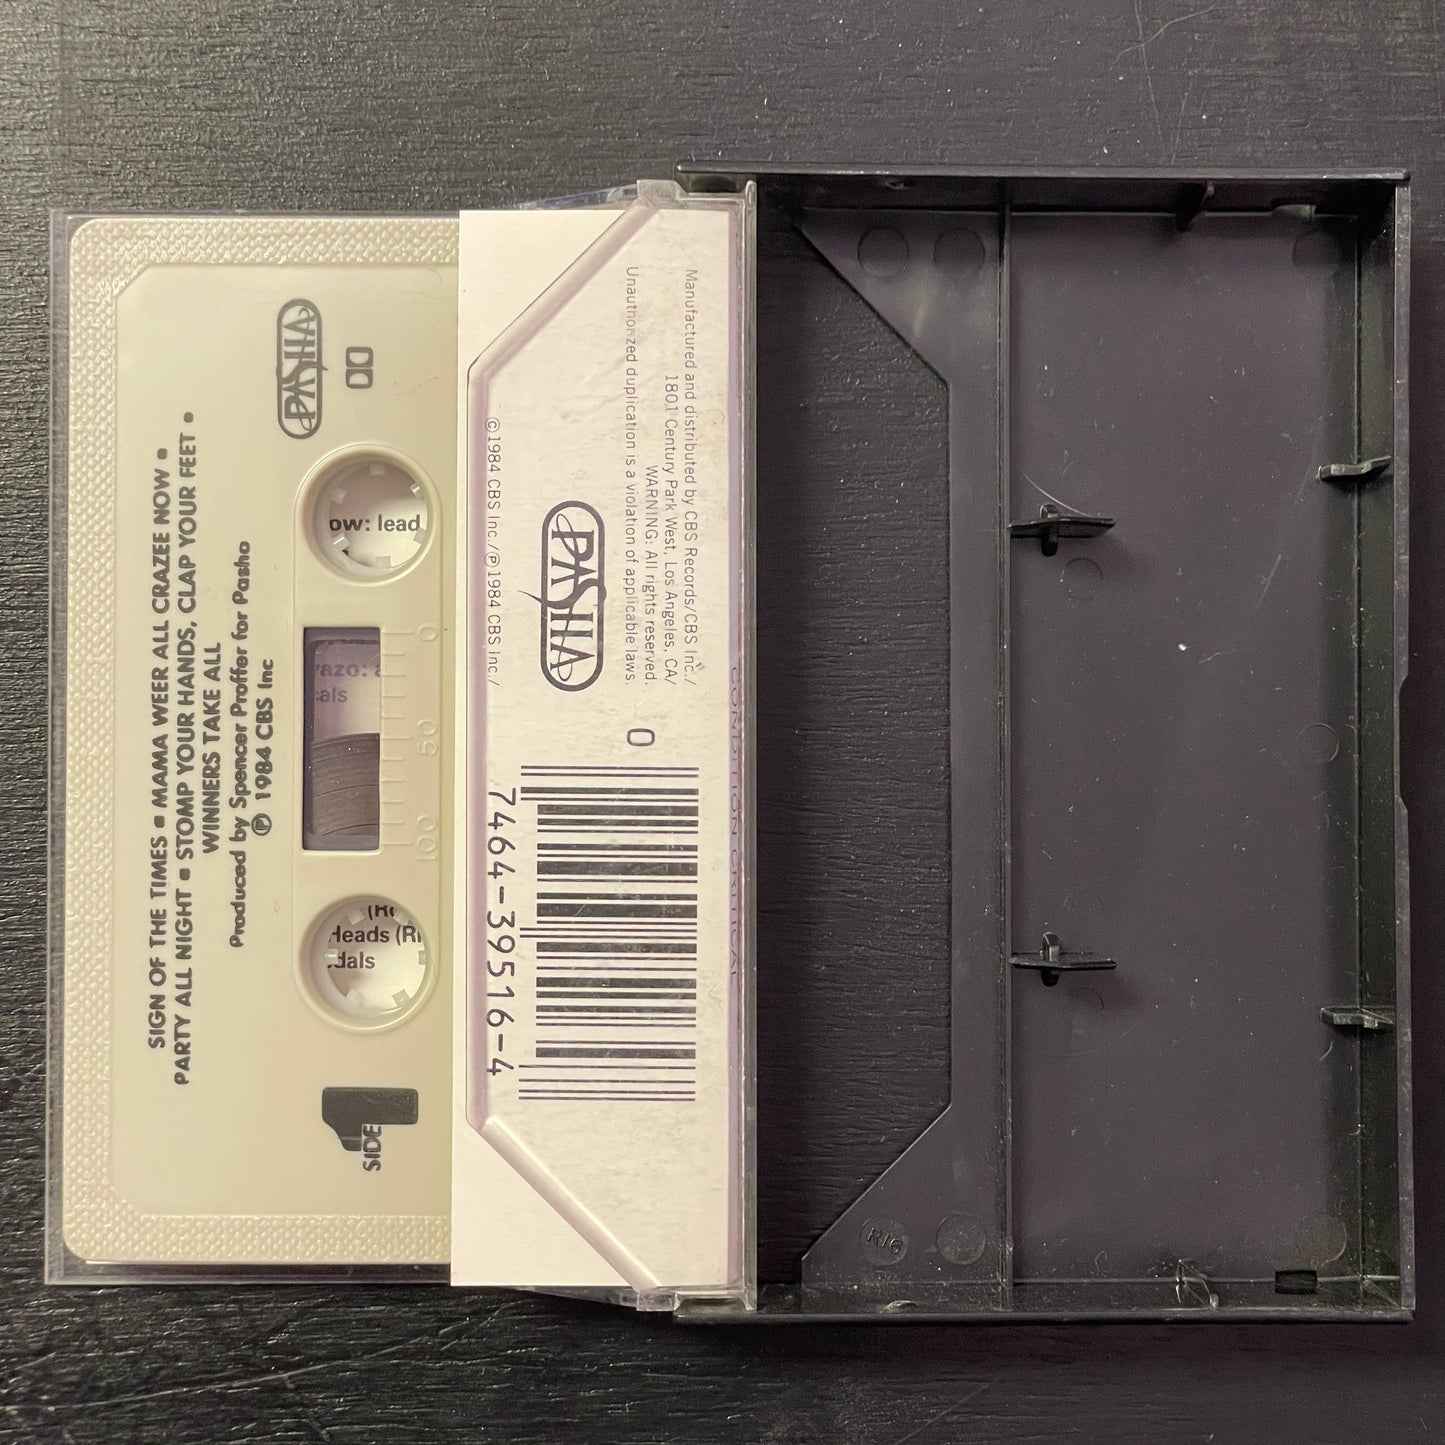 PASHA
SIGN OF THE TIMES ■ MAMA WEER ALL CRAZEE NOW ■
PARTY ALL NIGHT ■ STOMP YOUR HANDS, CLAP YOUR FEET ■
WINNERS TAKE ALL
Produced by Spencer Proffer for Pasha
℗ 1984 CBS Inc
SIDE 1
ow: lead
100 50 0
Heads (Ri
dals
Manufactured and distributed by CBS Records/CBS Inc./
1801 Century Park West, Los Angeles, CA/
WARNING: All rights reserved.
Unauthorized duplication is a violation of applicable laws.
PASHA
©1984 CBS Inc./℗1984 CBS Inc./
0
7464-39516-4
CONDITION CRITICAL
R/6